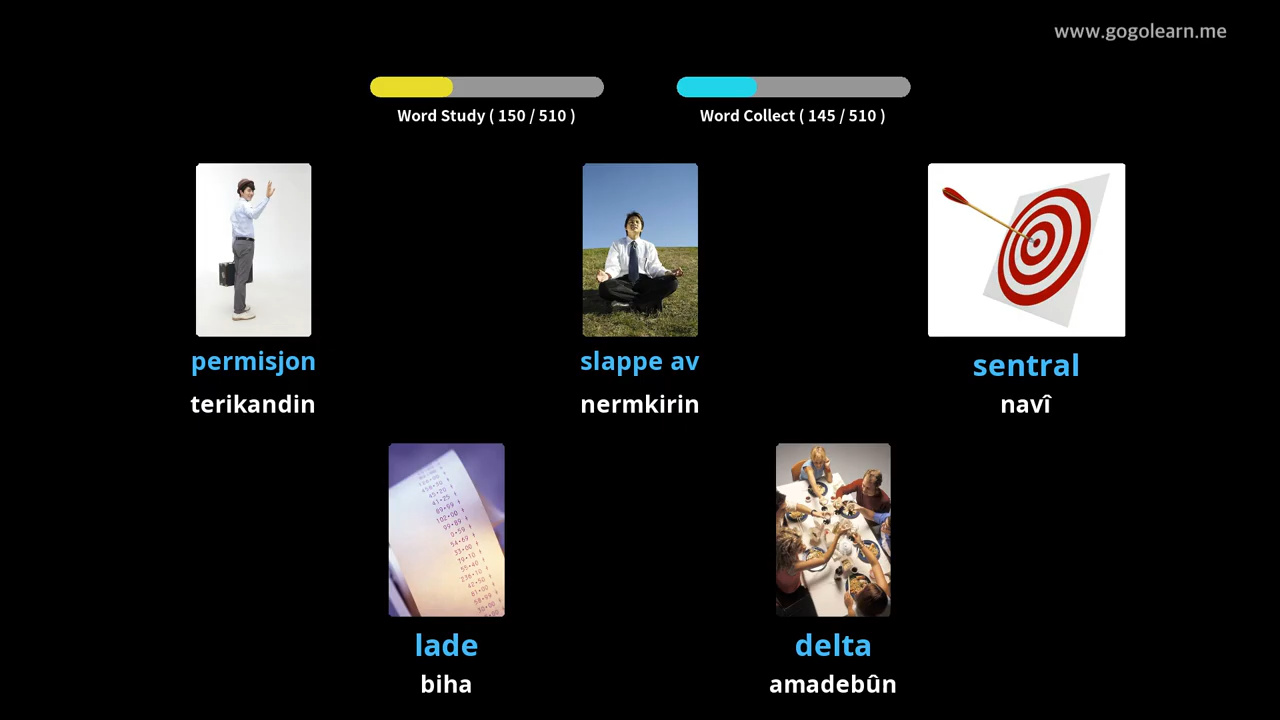 www.gogolearn.me
Word Study ( 150 / 510 )
Word Collect ( 145 / 510 )
permisjon
terikandin
slappe av
nermkirin
sentral
navî
lade
biha
delta
amadebûn